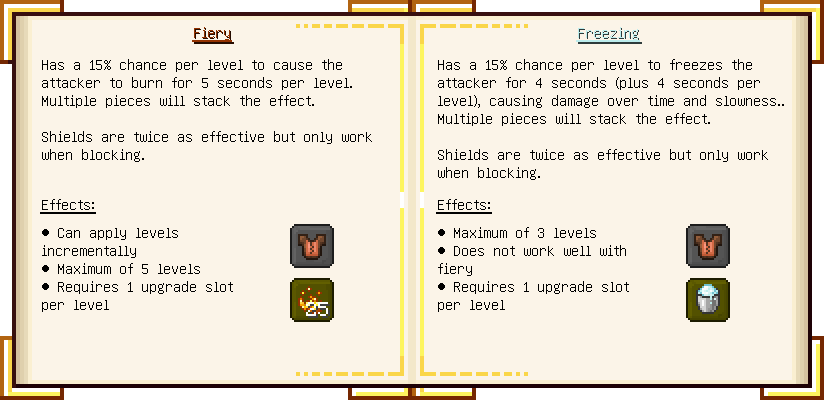 Fiery
Has a 15% chance per level to cause the
attacker to burn for 5 seconds per level.
Multiple pieces will stack the effect.
Shields are twice as effective but only work
when blocking.
Effects:
● Can apply levels
incrementally
● Maximum of 5 levels
● Requires 1 upgrade slot
per level
25
Freezing
Has a 15% chance per level to freezes the
attacker for 4 seconds (plus 4 seconds per
level), causing damage over time and slowness..
Multiple pieces will stack the effect.
Shields are twice as effective but only work
when blocking.
Effects:
● Maximum of 3 levels
● Does not work well with
fiery
● Requires 1 upgrade slot
per level